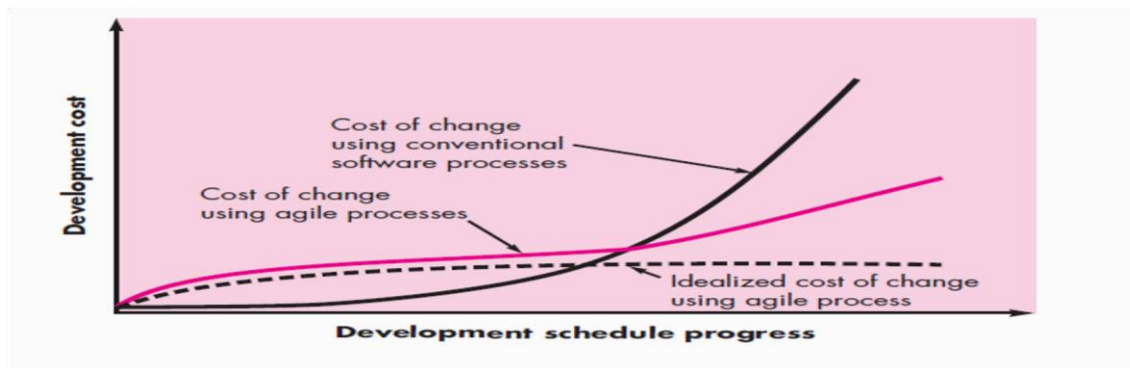 Development cost
Cost of change
using conventional
software processes
Cost of change
using agile processes
Idealized cost of change
using agile process
Development schedule progress